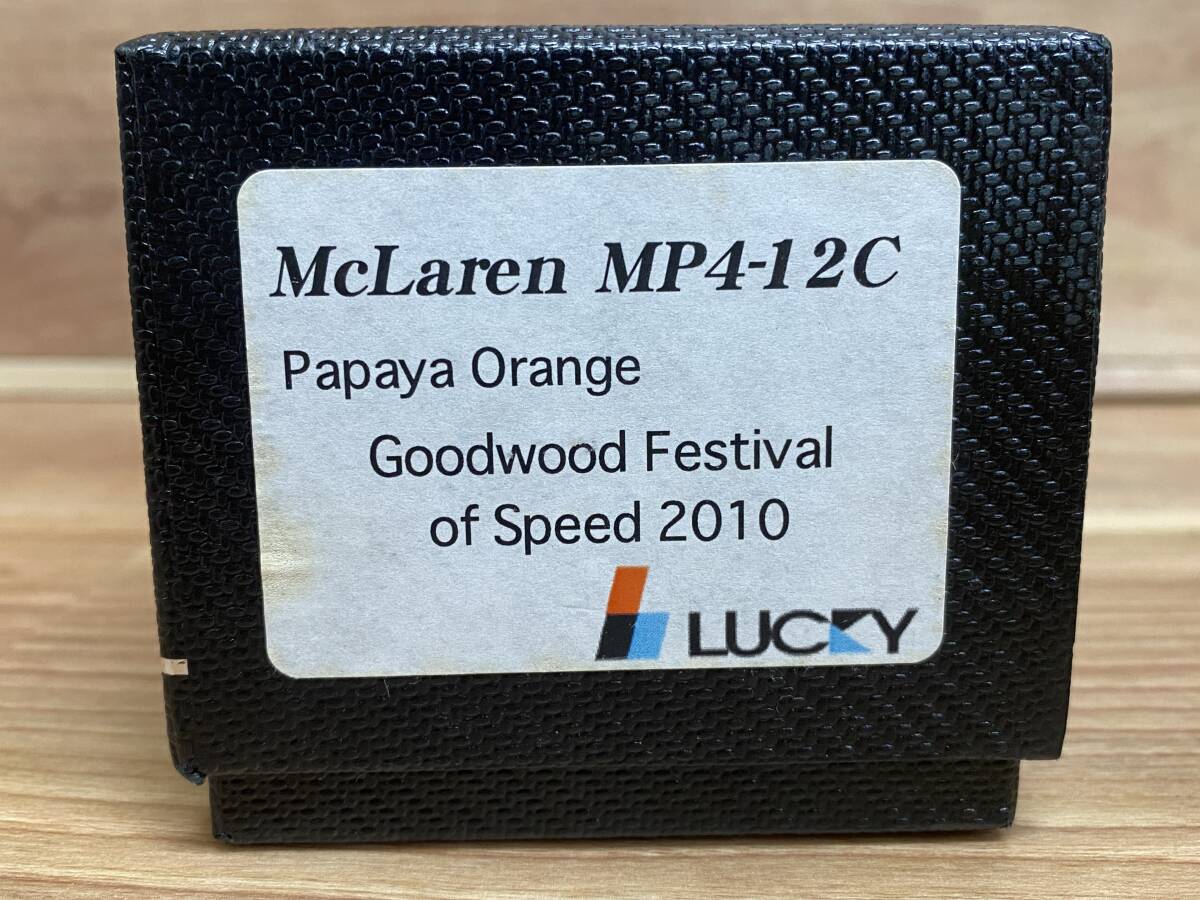 McLaren MP4-12C
Papaya Orange
Goodwood Festival
of Speed 2010
LUCKY